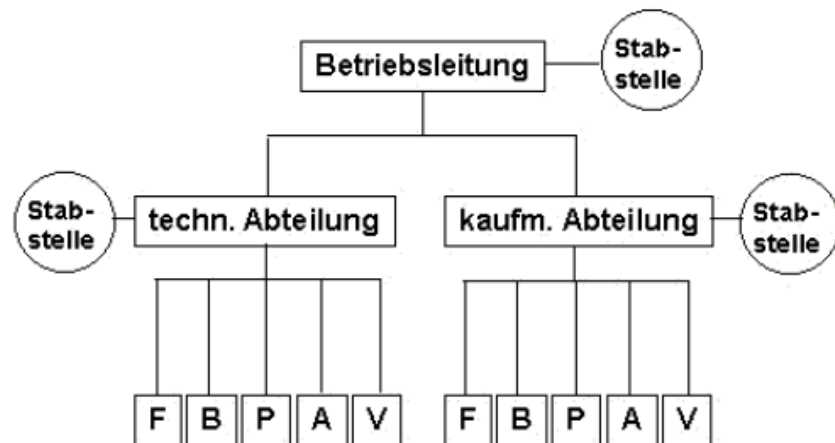 Betriebsleitung
Stab-
stelle
Stab-
stelle
techn. Abteilung
kaufm. Abteilung
Stab-
stelle
F B P A V
F B P A V